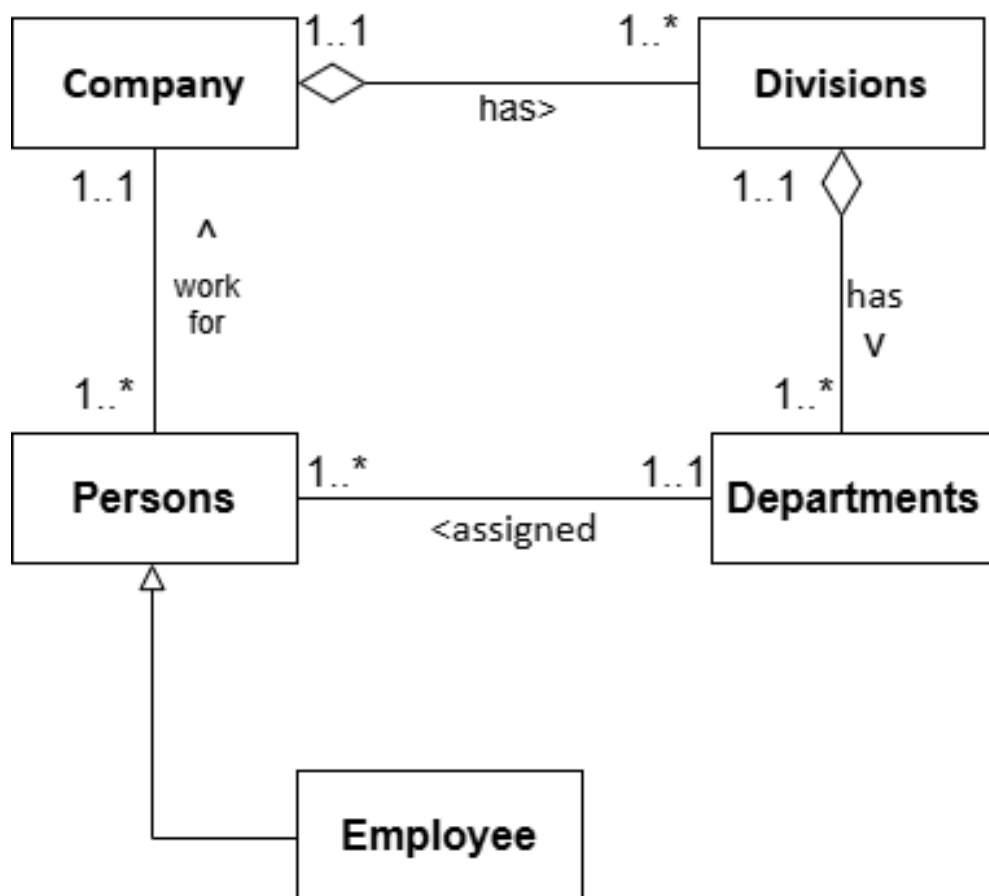 1..1
1..*
Company
Divisions
has>
1..1
1..1
^
work
for
has
v
1..*
1..*
1..*
1..1
Persons
Departments
<assigned
Employee